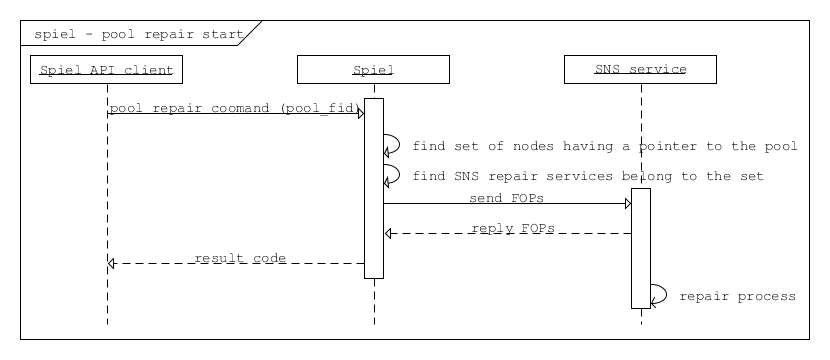 spiel - pool repair start
Spiel API client
Spiel
SNS service
pool repair coomand (pool_fid)
find set of nodes having a pointer to the pool
find SNS repair services belong to the set
send FOPs
reply FOPs
result code
repair process